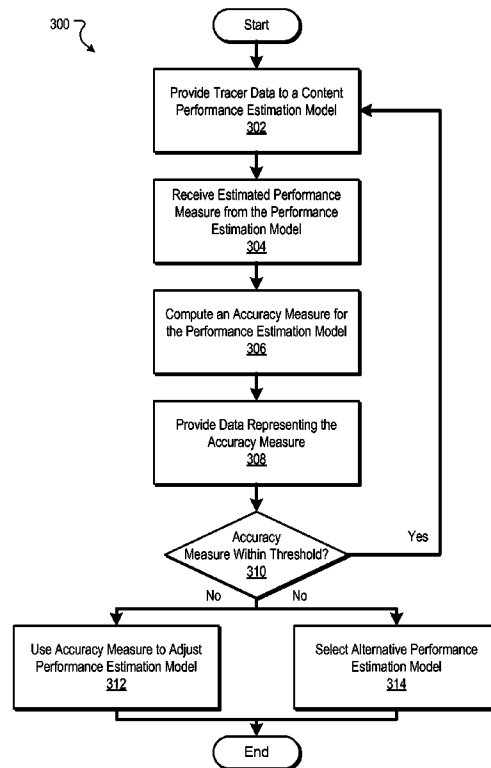 300
Start
Provide Tracer Data to a Content
Performance Estimation Model
302
Receive Estimated Performance
Measure from the Performance
Estimation Model
304
Compute an Accuracy Measure for
the Performance Estimation Model
306
Provide Data Representing the
Accuracy Measure
308
Accuracy
Measure Within Threshold?
310
Yes
No
No
Use Accuracy Measure to Adjust
Performance Estimation Model
312
Select Alternative Performance
Estimation Model
314
End